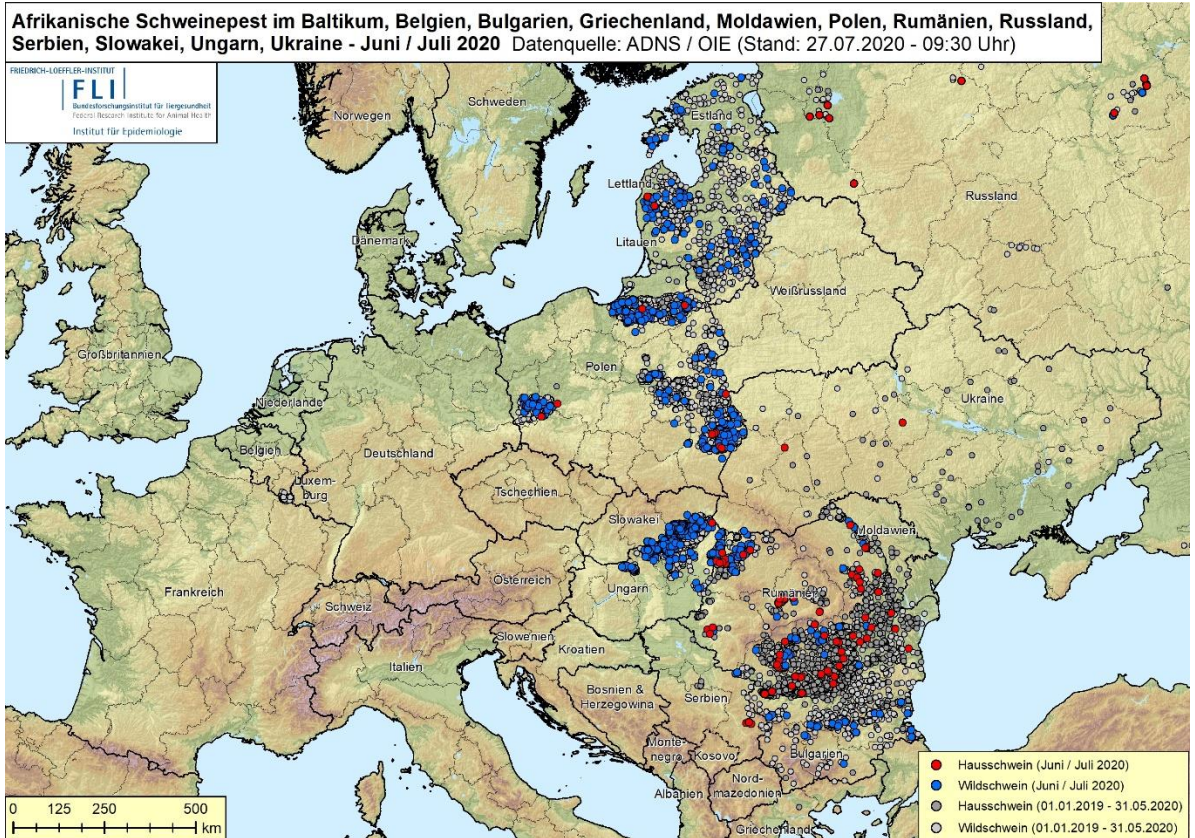 Afrikanische Schweinepest im Baltikum, Belgien, Bulgarien, Griechenland, Moldawien, Polen, Rumänien, Russland,
Serbien, Slowakei, Ungarn, Ukraine - Juni / Juli 2020 Datenquelle: ADNS / OIE (Stand: 27.07.2020 - 09:30 Uhr)
FRIEDRICH-LOEFFLER-INSTITUT
FLI
Bundesforschungsinstitut für Tiergesundheit
Federal Research Institute for Animal Health
Institut für Epidemiologie
Norwegen
Schweden
Estland
Lettland
Russland
Dänemark
Litauen
Weißrussland
Großbritannien
Polen
Niederlande
Ukraine
Belgien
Deutschland
Luxem-
burg
Tschechien
Slowakei
Moldawien
Frankreich
Österreich
Ungarn
Rumänien
Schweiz
Slowenien
Kroatien
Italien
Bosnien &
Herzegowina
Serbien
Monte-
negro
Kosovo
Bulgarien
Albanien
Nord-
mazedonien
Griechenland
Hausschwein (Juni / Juli 2020)
Wildschwein (Juni / Juli 2020)
Hausschwein (01.01.2019 - 31.05.2020)
Wildschwein (01.01.2019 - 31.05.2020)
0 125 250 500
km